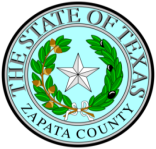 THE STATE OF TEXAS
ZAPATA COUNTY